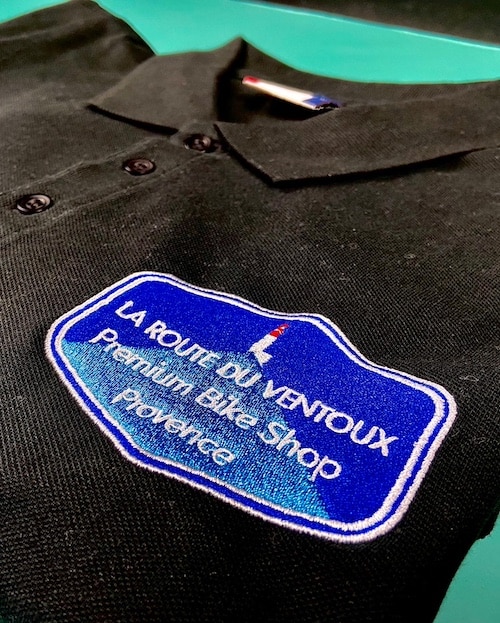 LA ROUTE DU VENTOUX
Premium Bike Shop
Provence